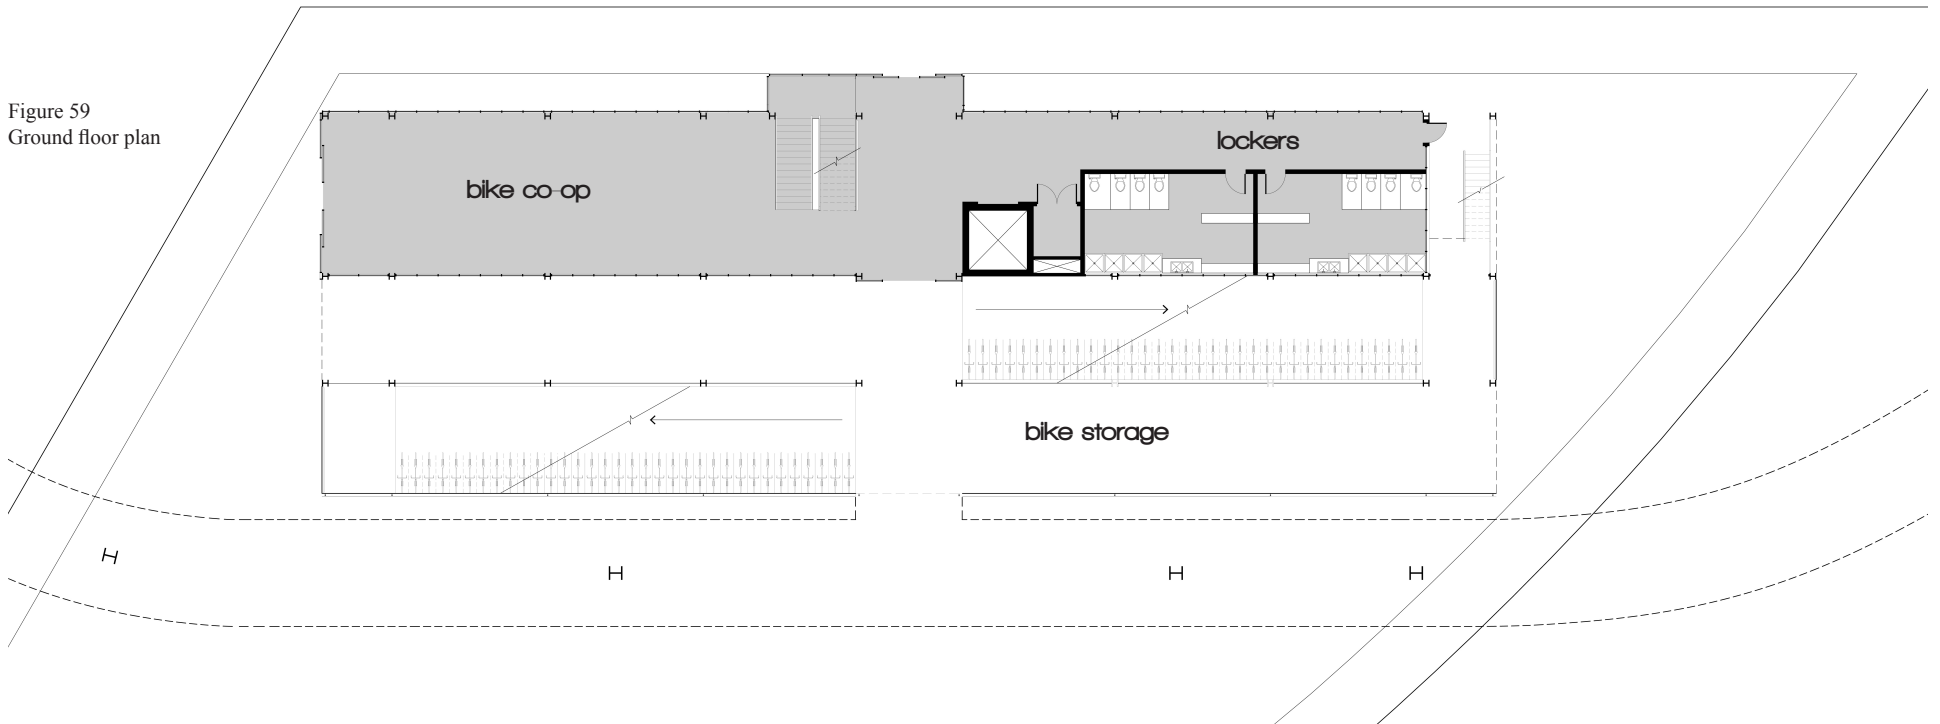 Figure 59
Ground floor plan
lockers
bike co-op
bike storage